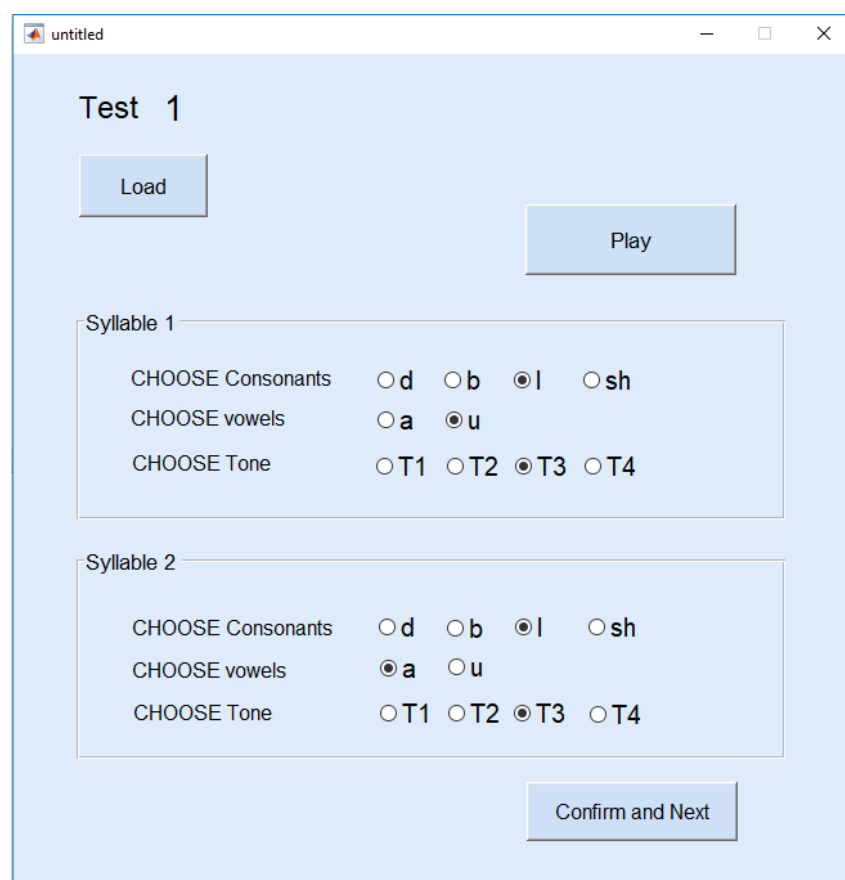 untitled
Test 1
Load
Play
Syllable 1
CHOOSE Consonants d b l sh
CHOOSE vowels a u
CHOOSE Tone T1 T2 T3 T4
Syllable 2
CHOOSE Consonants d b l sh
CHOOSE vowels a u
CHOOSE Tone T1 T2 T3 T4
Confirm and Next